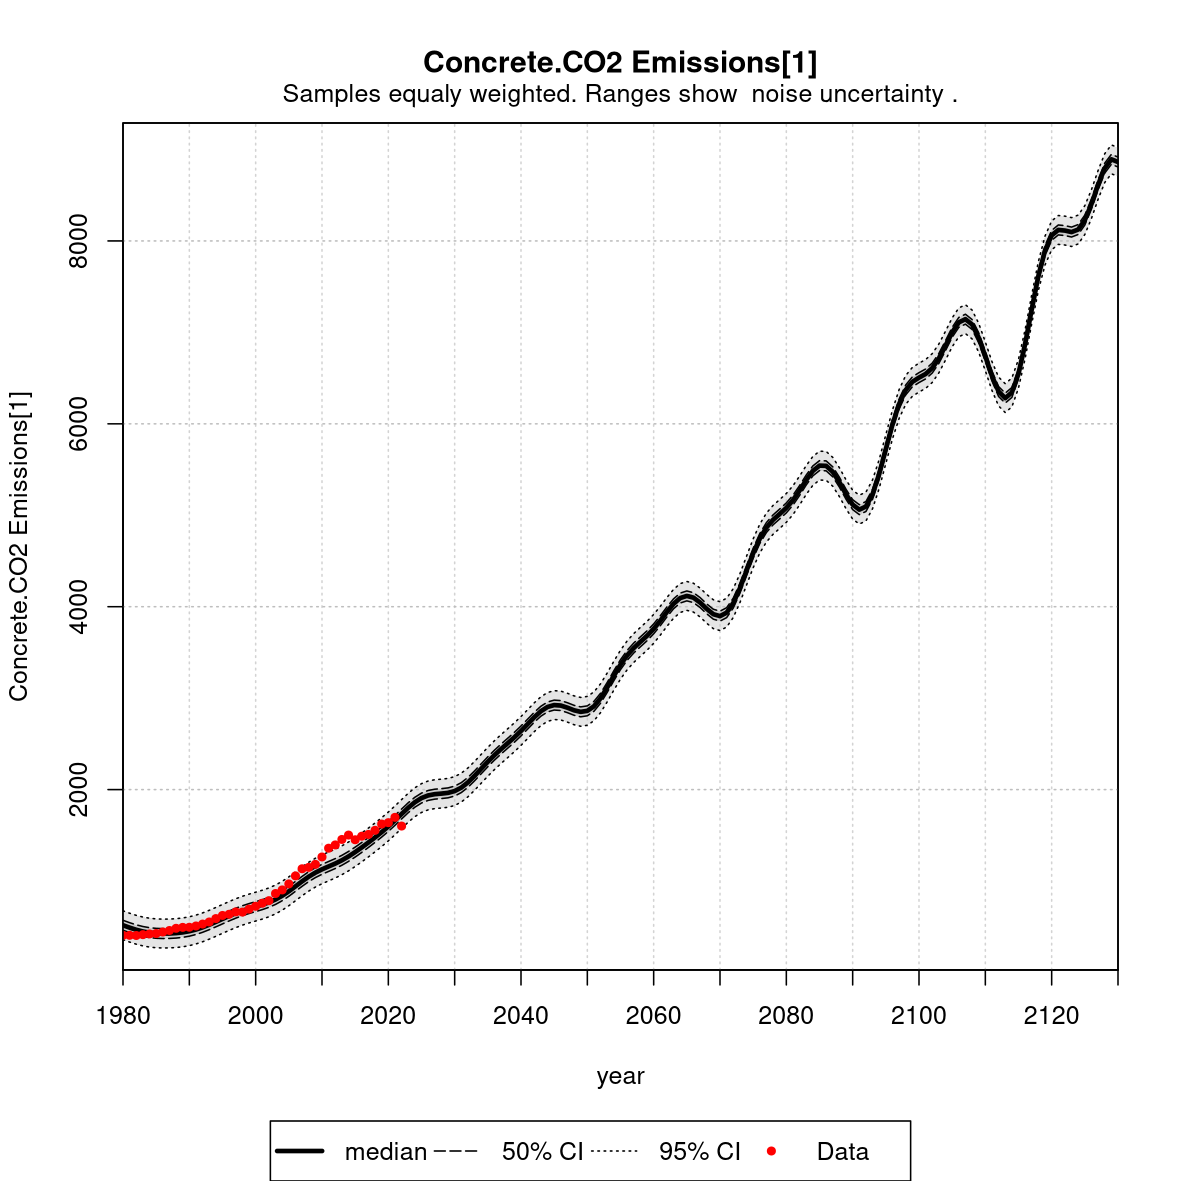 Concrete.CO2 Emissions[1]
Samples equaly weighted. Ranges show  noise uncertainty .
Concrete.CO2 Emissions[1]
8000
6000
4000
2000
1980 2000 2020 2040 2060 2080 2100 2120
year
median 50% CI 95% CI Data